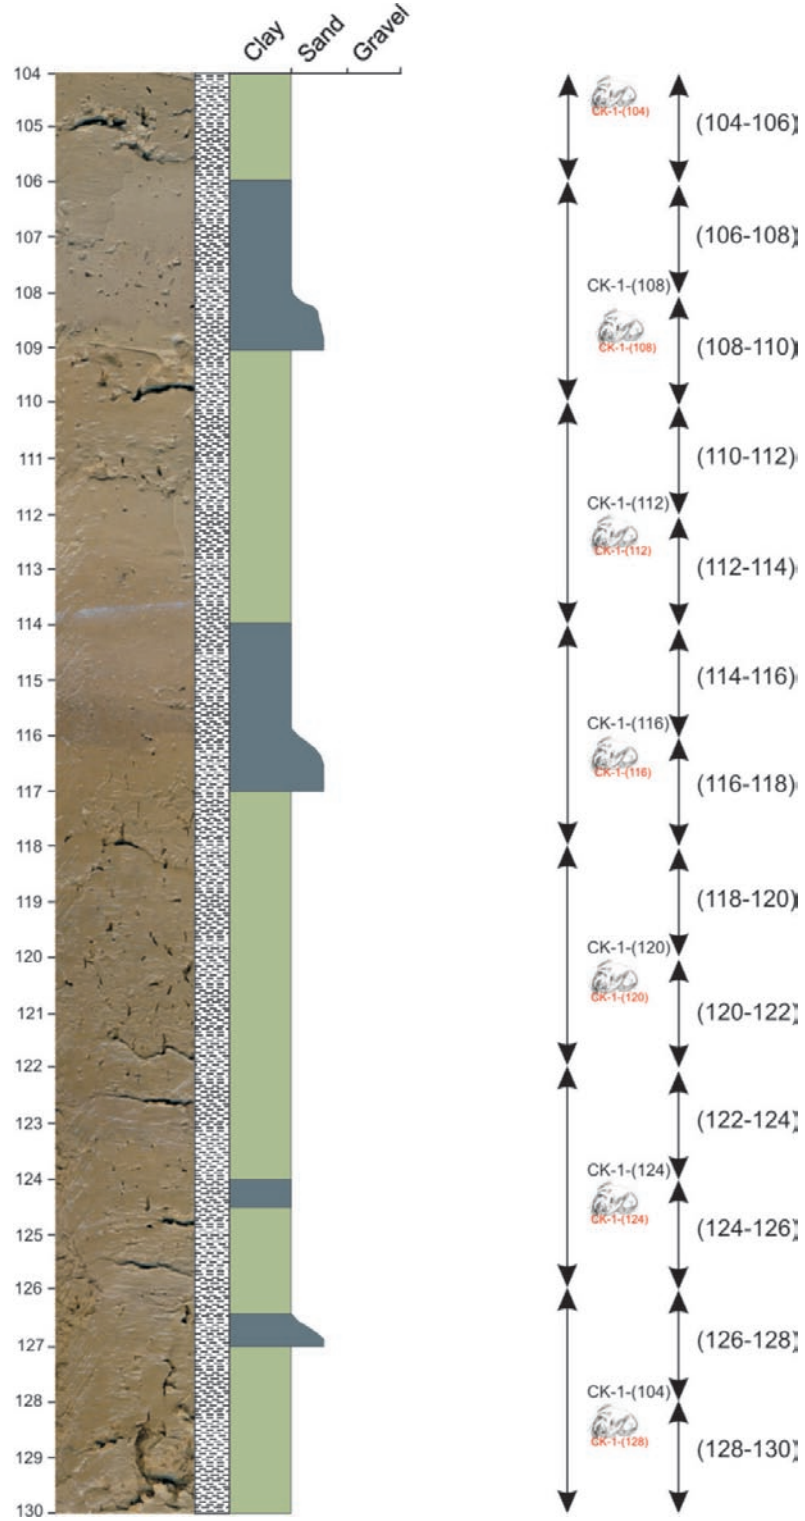 Clay Sand Gravel
104
105
106
107
108
109
110
111
112
113
114
115
116
117
118
119
120
121
122
123
124
125
126
127
128
129
130
CK-1-(104)
CK-1-(108)
CK-1-(108)
CK-1-(112)
CK-1-(112)
CK-1-(116)
CK-1-(116)
CK-1-(120)
CK-1-(120)
CK-1-(124)
CK-1-(124)
CK-1-(104)
CK-1-(128)
(104-106)
(106-108)
(108-110)
(110-112)
(112-114)
(114-116)
(116-118)
(118-120)
(120-122)
(122-124)
(124-126)
(126-128)
(128-130)